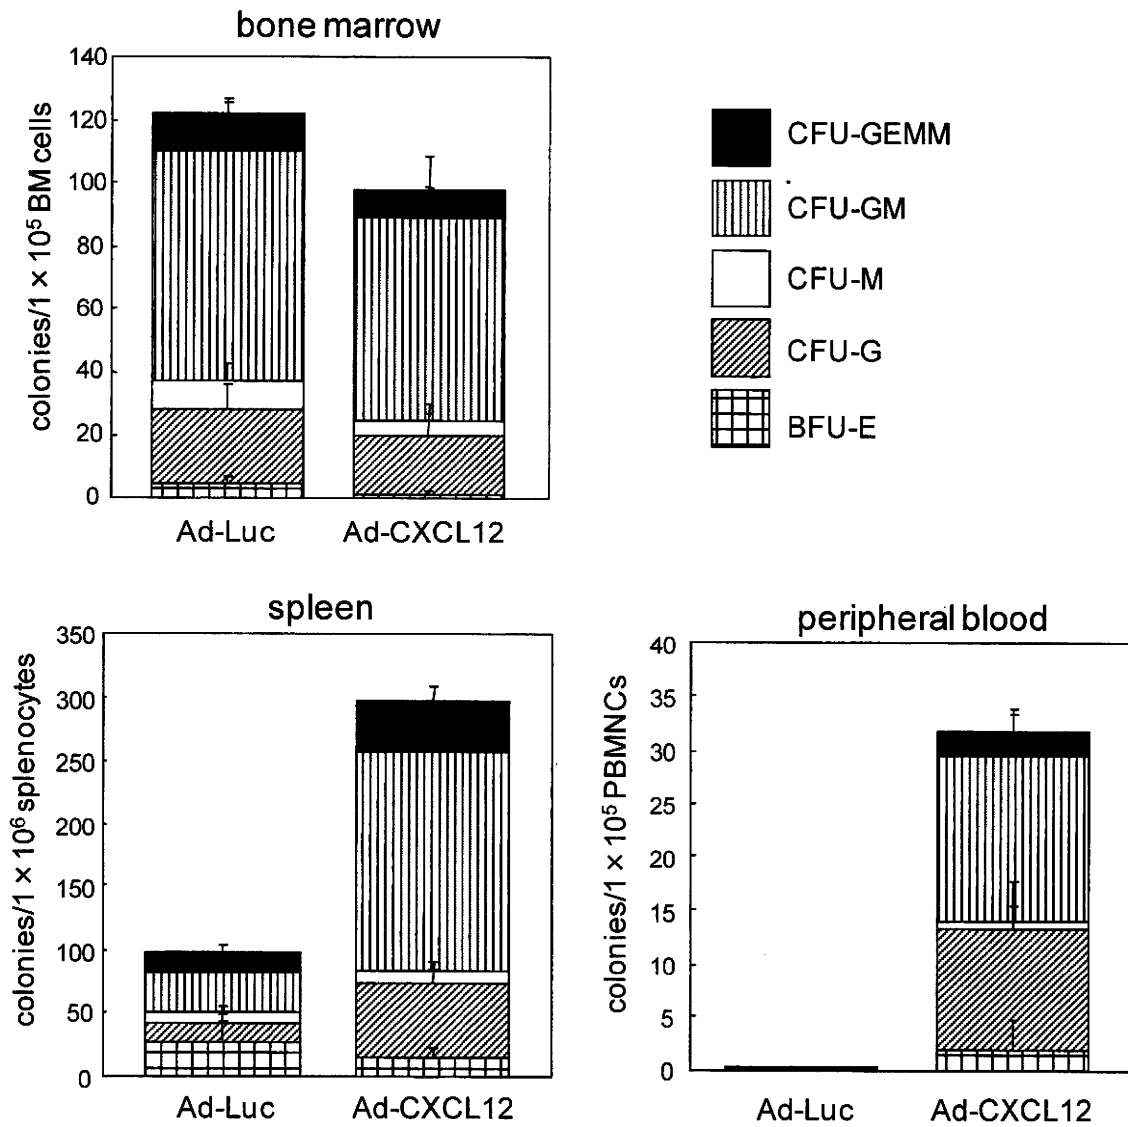 bone marrow
colonies/1 × 10⁵ BM cells
140
120
100
80
60
40
20
0
Ad-Luc Ad-CXCL12
CFU-GEMM
CFU-GM
CFU-M
CFU-G
BFU-E
spleen
colonies/1 × 10⁶ splenocytes
350
300
250
200
150
100
50
0
Ad-Luc Ad-CXCL12
peripheral blood
colonies/1 × 10⁵ PBMNCs
40
35
30
25
20
15
10
5
0
Ad-Luc Ad-CXCL12